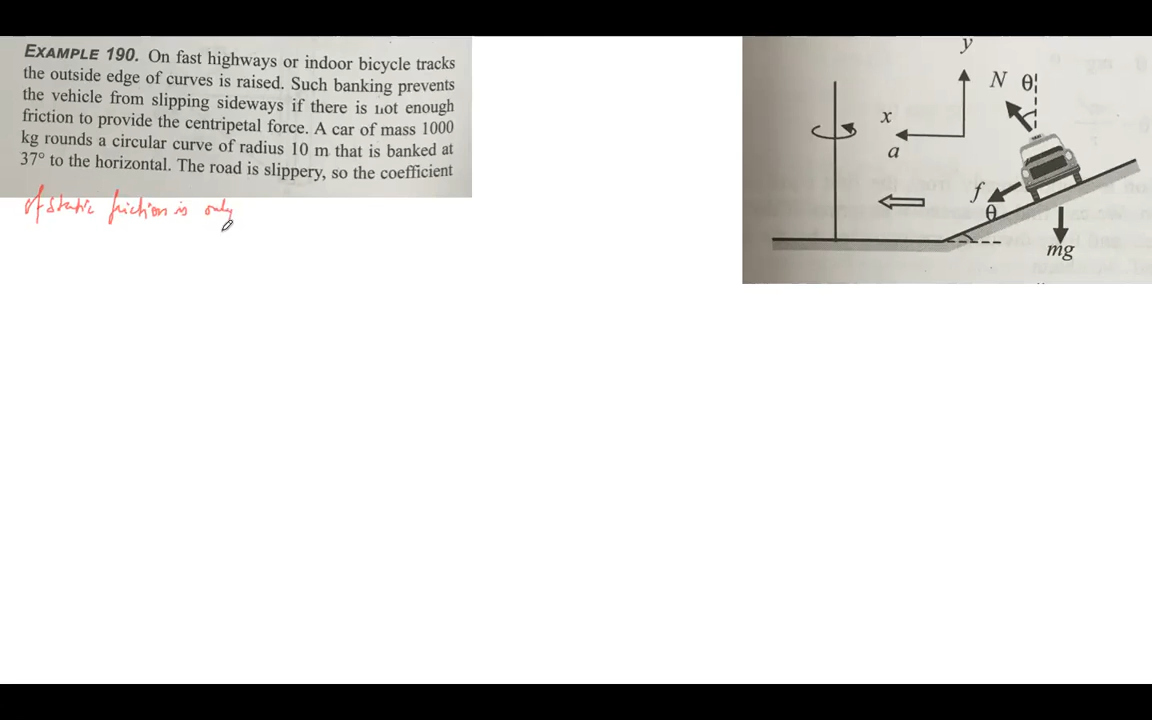 EXAMPLE 190. On fast highways or indoor bicycle tracks
the outside edge of curves is raised. Such banking prevents
the vehicle from slipping sideways if there is not enough
friction to provide the centripetal force. A car of mass 1000
kg rounds a circular curve of radius 10 m that is banked at
37° to the horizontal. The road is slippery, so the coefficient
of static friction is only
y
N θ
x
a
f
θ
mg